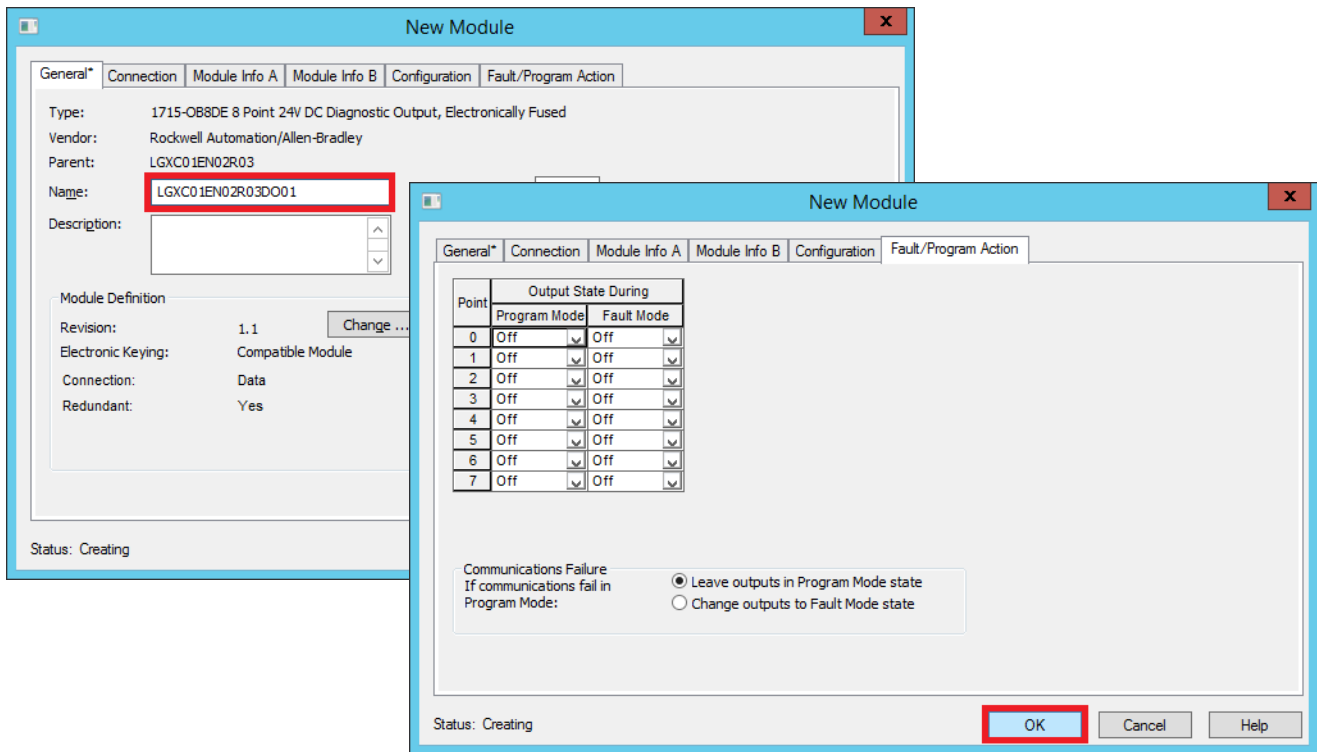 New Module
x
General* Connection Module Info A Module Info B Configuration Fault/Program Action
Type: 1715-OB8DE 8 Point 24V DC Diagnostic Output, Electronically Fused
Vendor: Rockwell Automation/Allen-Bradley
Parent: LGXC01EN02R03
Name: LGXC01EN02R03DO01
Description:
Module Definition
Revision: 1.1 Change ...
Electronic Keying: Compatible Module
Connection: Data
Redundant: Yes
Status: Creating
New Module
x
General* Connection Module Info A Module Info B Configuration Fault/Program Action
Point Output State During
Program Mode Fault Mode
0 Off Off
1 Off Off
2 Off Off
3 Off Off
4 Off Off
5 Off Off
6 Off Off
7 Off Off
Communications Failure
If communications fail in
Program Mode:
Leave outputs in Program Mode state
Change outputs to Fault Mode state
Status: Creating
OK Cancel Help